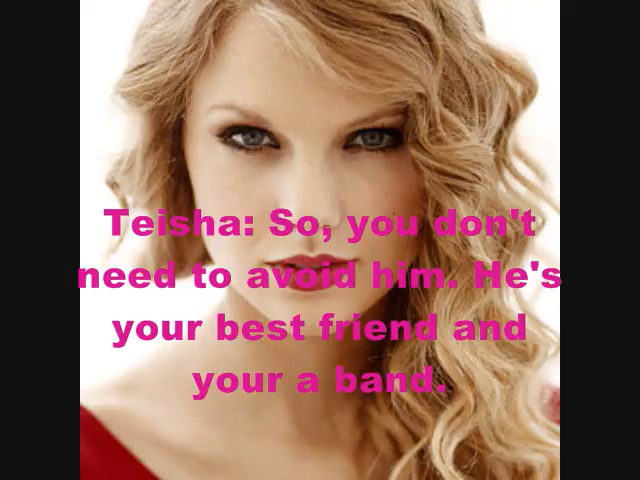 Teisha: So, you don't
need to avoid him. He's
your best friend and
your a band.